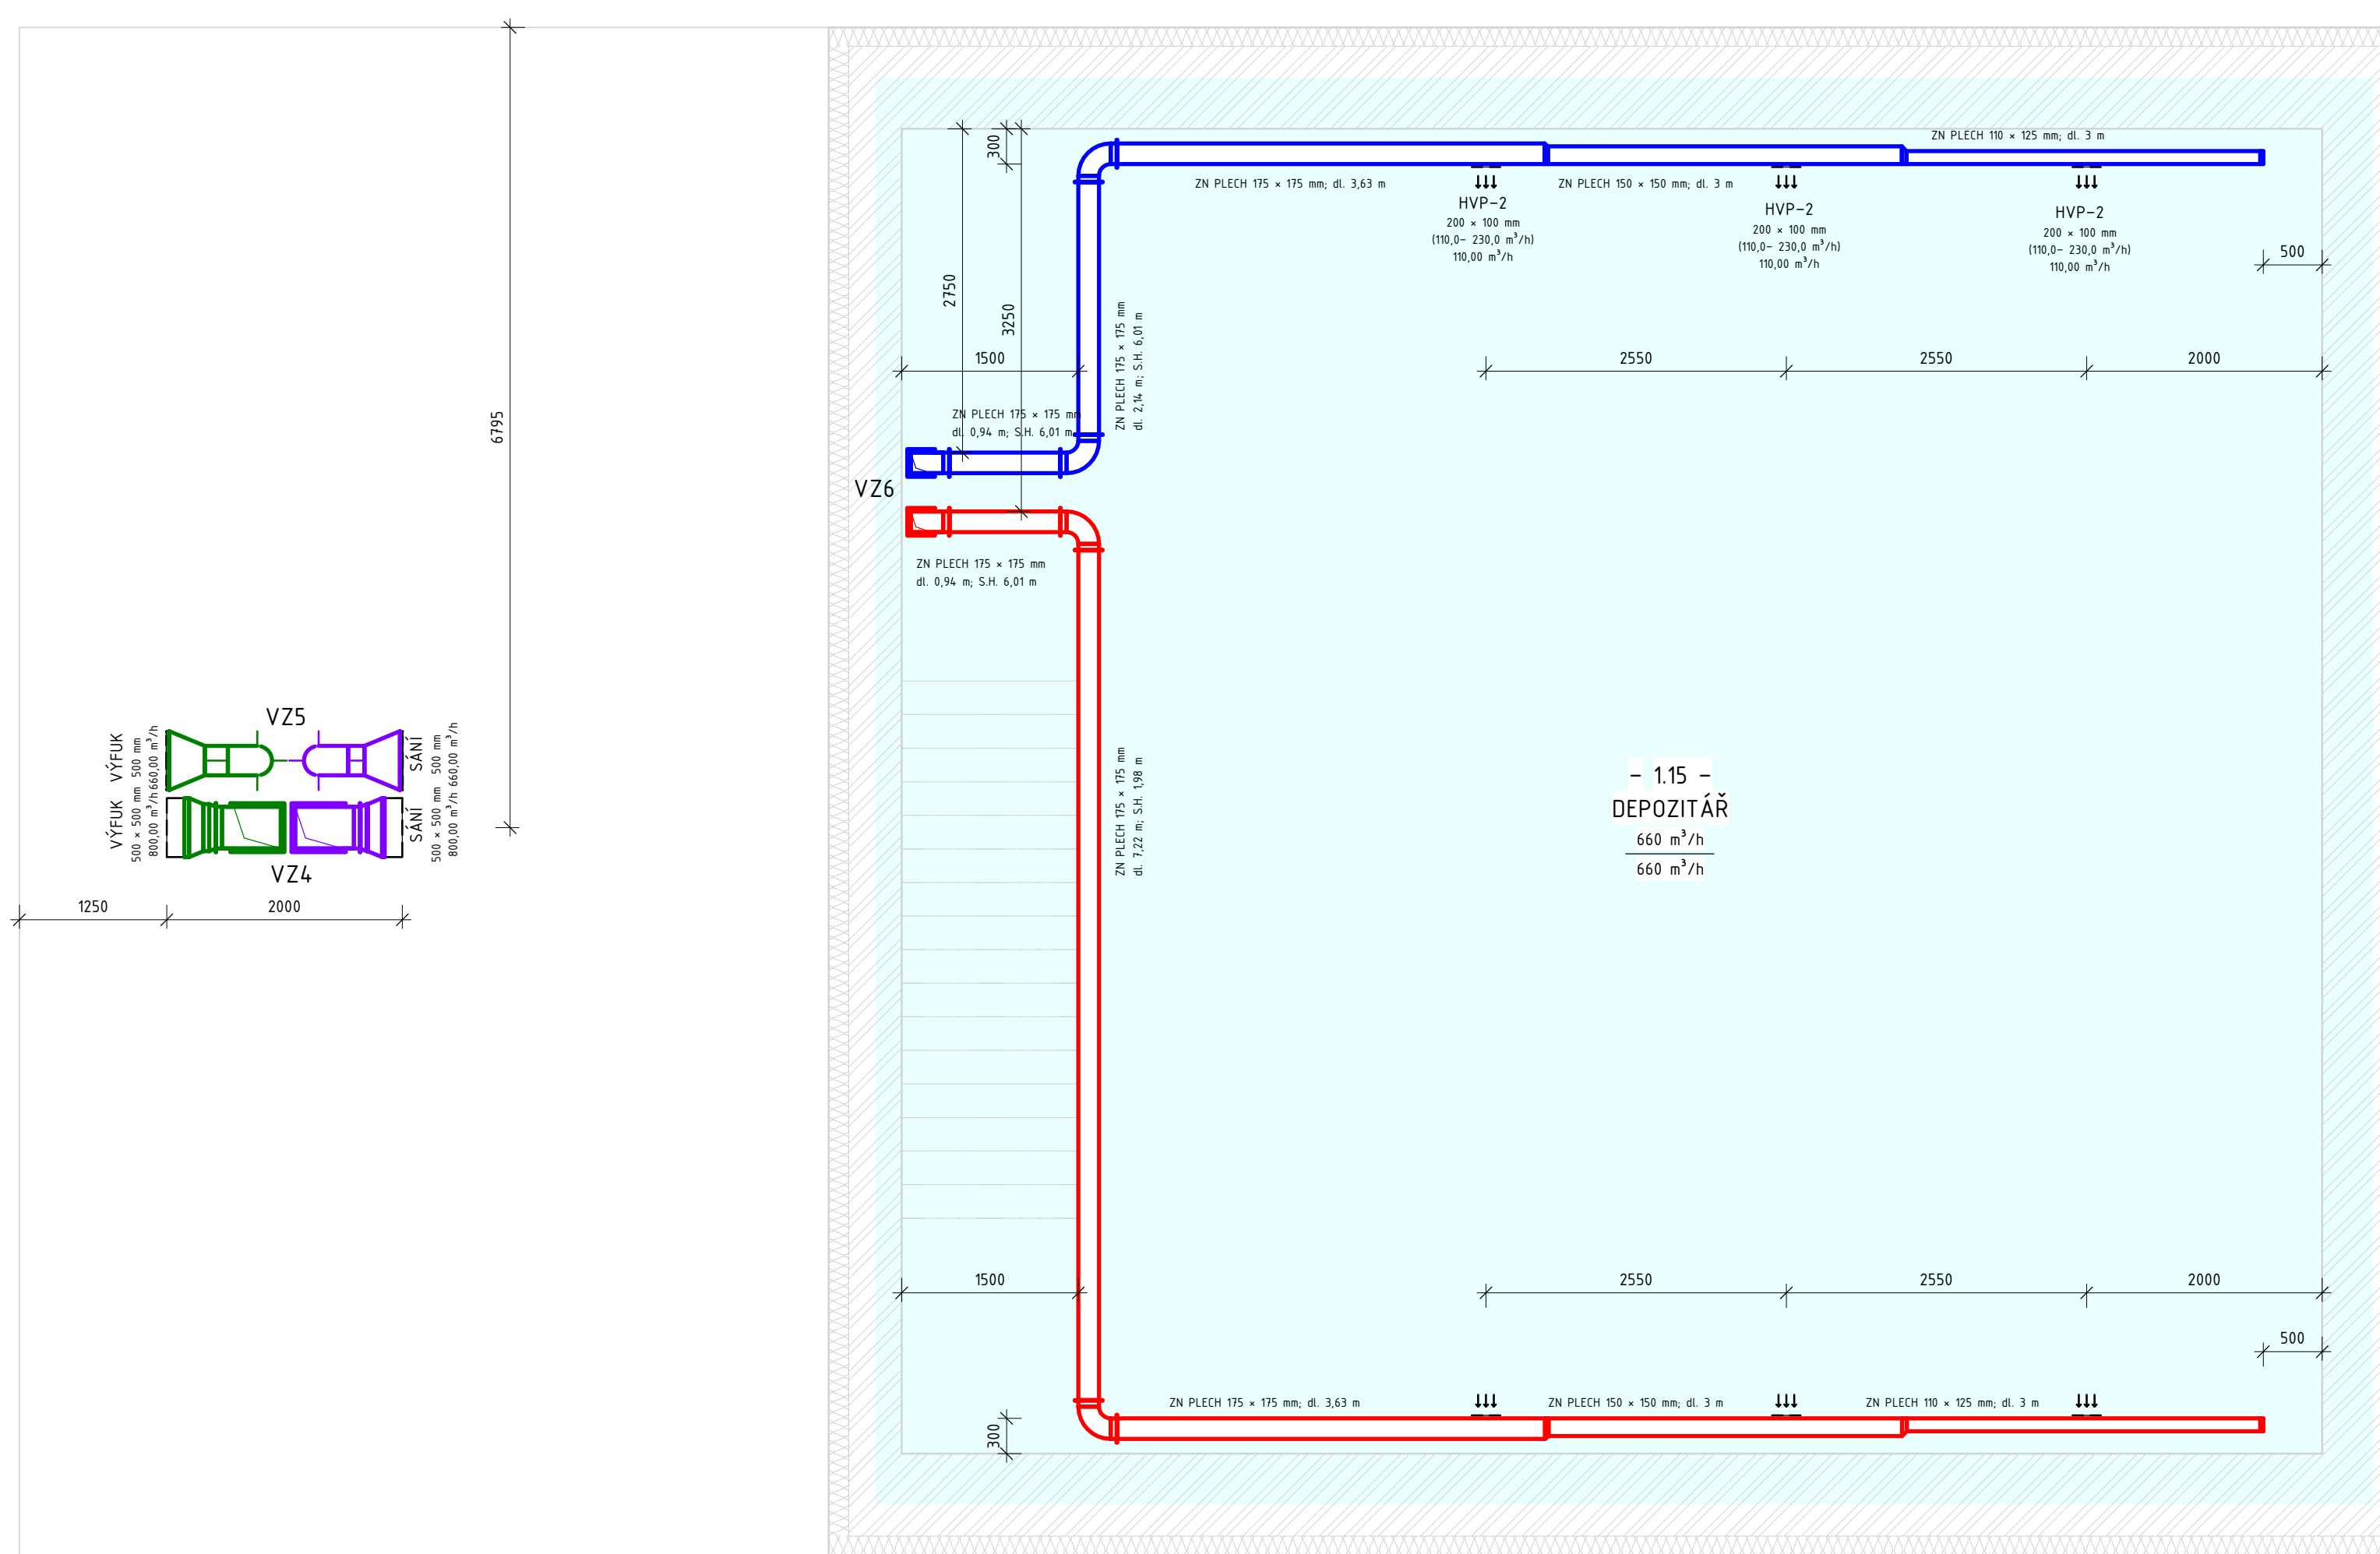 300
ZN PLECH 110 × 125 mm; dl. 3 m
ZN PLECH 175 × 175 mm; dl. 3,63 m
ZN PLECH 150 × 150 mm; dl. 3 m
HVP-2
200 × 100 mm
(110,0- 230,0 m³/h)
110,00 m³/h
HVP-2
200 × 100 mm
(110,0- 230,0 m³/h)
110,00 m³/h
HVP-2
200 × 100 mm
(110,0- 230,0 m³/h)
110,00 m³/h
500
2750
3250
ZN PLECH 175 × 175 mm
dl. 2,14 m; S.H. 6,01 m
1500
2550
2550
2000
6795
ZN PLECH 175 × 175 mm
dl. 0,94 m; S.H. 6,01 m
VZ6
ZN PLECH 175 × 175 mm
dl. 0,94 m; S.H. 6,01 m
VZ5
VÝFUK
500 mm
660,00 m³/h
SÁNÍ
500 mm
660,00 m³/h
VÝFUK
500 × 500 mm
800,00 m³/h
SÁNÍ
500 × 500 mm
800,00 m³/h
VZ4
1250
2000
ZN PLECH 175 × 175 mm
dl. 7,22 m; S.H. 1,98 m
- 1.15 -
DEPOZITÁŘ
660 m³/h
660 m³/h
1500
2550
2550
2000
500
ZN PLECH 175 × 175 mm; dl. 3,63 m
ZN PLECH 150 × 150 mm; dl. 3 m
ZN PLECH 110 × 125 mm; dl. 3 m
300